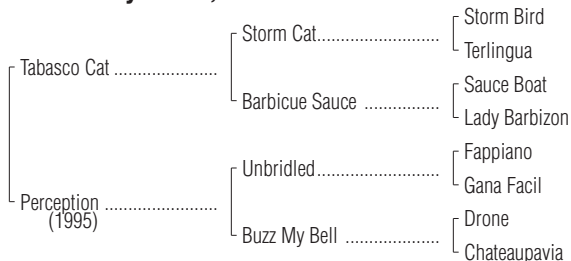 Storm Bird
Storm Cat....................
Terlingua
Tabasco Cat .................
Sauce Boat
Barbicue Sauce ............
Lady Barbizon
Fappiano
Unbridled....................
Gana Facil
Perception ...................
(1995)
Drone
Buzz My Bell ...............
Chateaupavia